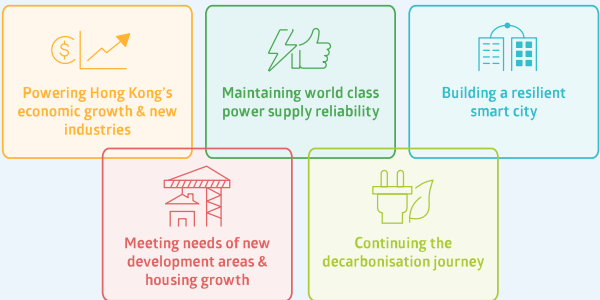 Powering Hong Kong's
economic growth & new
industries
Maintaining world class
power supply reliability
Building a resilient
smart city
Meeting needs of new
development areas &
housing growth
Continuing the
decarbonisation journey